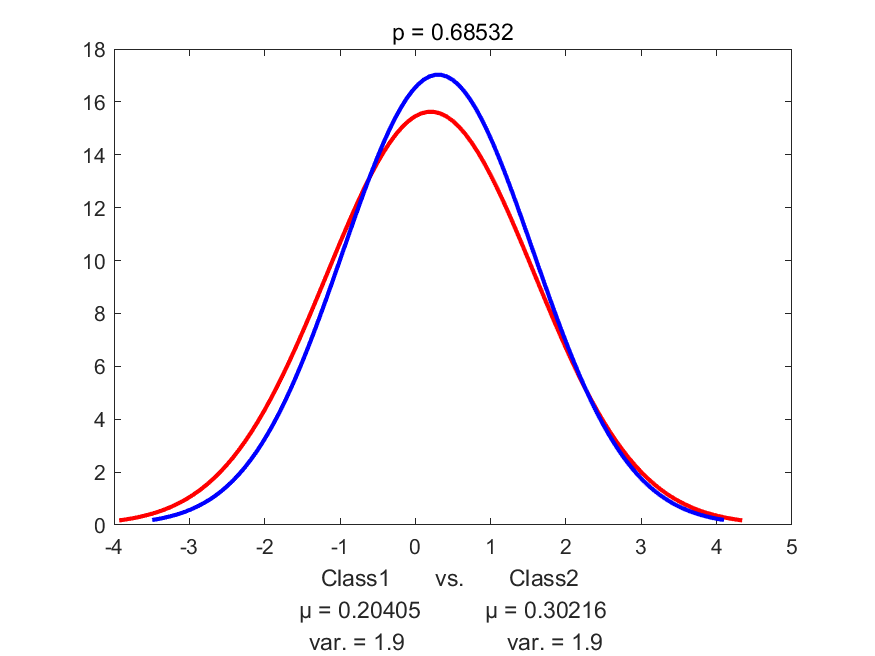 p = 0.68532
18
16
14
12
10
8
6
4
2
0
-4 -3 -2 -1 0 1 2 3 4 5
Class1 vs. Class2
μ = 0.20405 μ = 0.30216
var. = 1.9 var. = 1.9